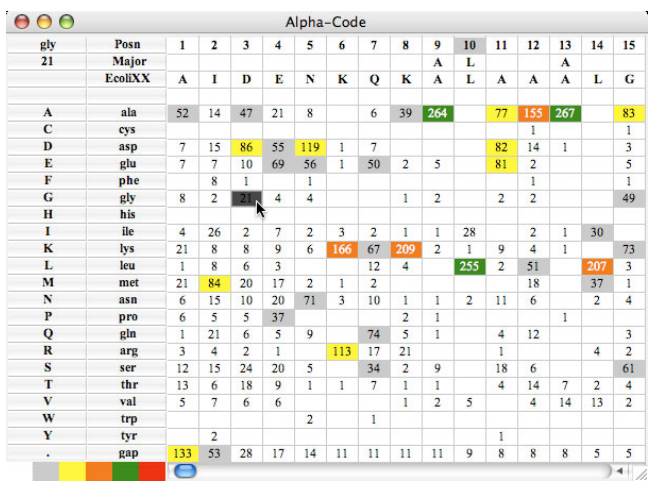 Alpha-Code
gly Posn 1 2 3 4 5 6 7 8 9 10 11 12 13 14 15
21 Major A L A
EcoliXX A I D E N K Q K A L A A A L G
A ala 52 14 47 21 8 6 39 264 77 155 267 83
C cys 1 1
D asp 7 15 86 55 119 1 7 82 14 1 3
E glu 7 7 10 69 56 1 50 2 5 81 2 5
F phe 8 1 1 1 1
G gly 8 2 21 4 4 1 2 2 2 49
H his
I ile 4 26 2 7 2 3 2 1 1 28 2 1 30
K lys 21 8 8 9 6 166 67 209 2 1 9 4 1 73
L leu 1 8 6 3 12 4 255 2 51 207 3
M met 21 84 20 17 2 1 2 18 37 1
N asn 6 15 10 20 71 3 10 1 1 2 11 6 2 4
P pro 6 5 5 37 2 1 1
Q gln 1 21 6 5 9 74 5 1 4 12 3
R arg 3 4 2 1 113 17 21 1 4 2
S ser 12 15 24 20 5 34 2 9 18 6 61
T thr 13 6 18 9 1 1 7 1 1 4 14 7 2 4
V val 5 7 6 6 1 2 5 4 14 13 2
W trp 2 1
Y tyr 2 1
. gap 133 53 28 17 14 11 11 11 11 9 8 8 8 5 5